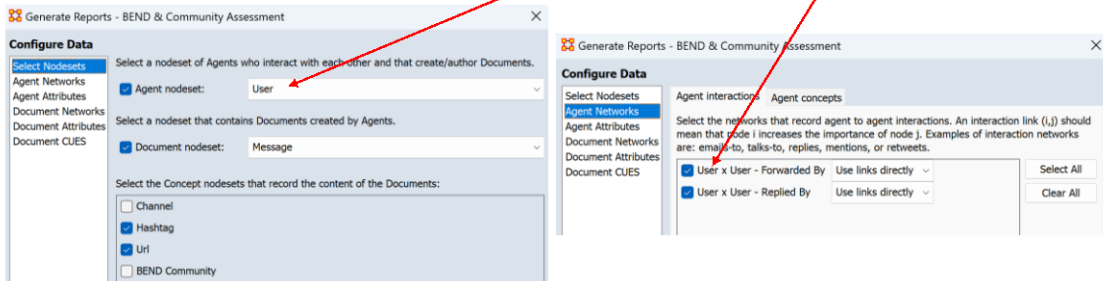 Generate Reports - BEND & Community Assessment
Configure Data
Select Nodesets
Agent Networks
Agent Attributes
Document Networks
Document Attributes
Document CUES
Select a nodeset of Agents who interact with each other and that create/author Documents.
Agent nodeset:
User
Select a nodeset that contains Documents created by Agents.
Document nodeset:
Message
Select the Concept nodesets that record the content of the Documents:
Channel
Hashtag
Url
BEND Community
Generate Reports - BEND & Community Assessment
Configure Data
Select Nodesets
Agent Networks
Agent Attributes
Document Networks
Document Attributes
Document CUES
Agent interactions
Agent concepts
Select the networks that record agent to agent interactions. An interaction link (i,j) should
mean that node i increases the importance of node j. Examples of interaction networks
are: emails-to, talks-to, replies, mentions, or retweets.
User x User - Forwarded By
Use links directly
Select All
User x User - Replied By
Use links directly
Clear All